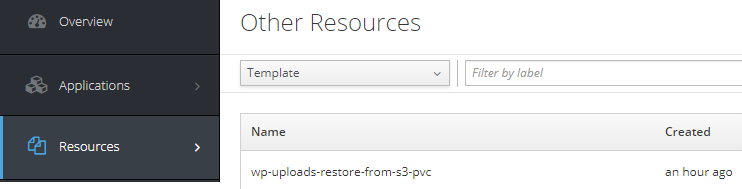 Overview
Applications
Resources
Other Resources
Template
Filter by label
Name Created
wp-uploads-restore-from-s3-pvc an hour ago